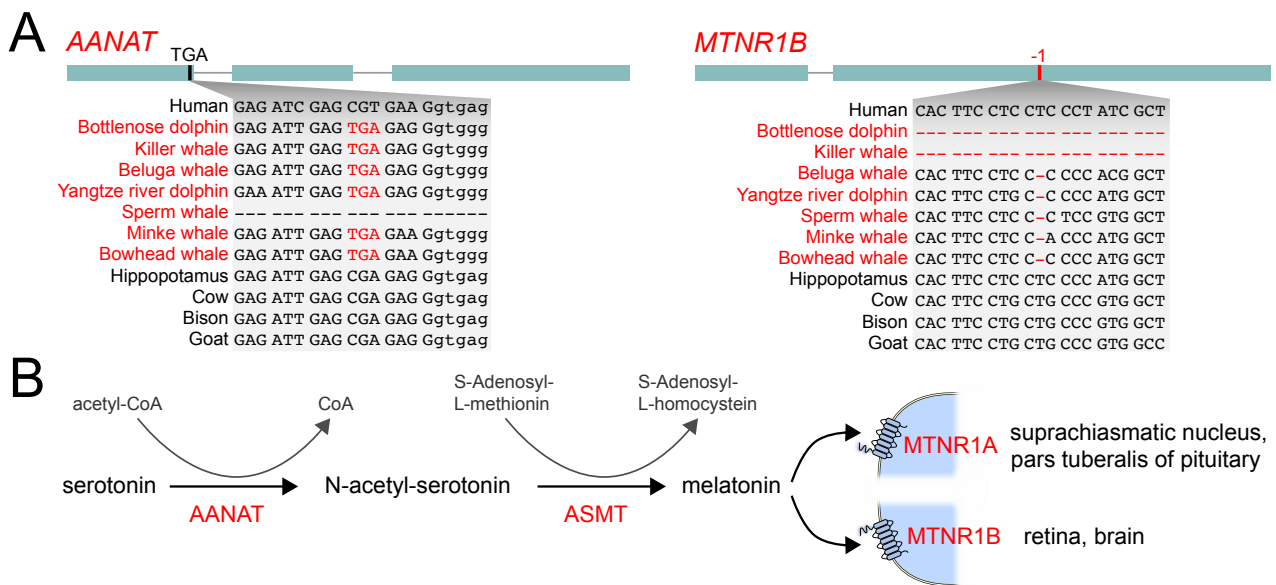 A
AANAT
TGA
Human GAG ATC GAG CGT GAA Ggtgag
Bottlenose dolphin GAG ATT GAG TGA GAG Ggtggg
Killer whale GAG ATT GAG TGA GAG Ggtggg
Beluga whale GAG ATT GAG TGA GAG Ggtggg
Yangtze river dolphin GAA ATT GAG TGA GAG Ggtggg
Sperm whale --- --- --- --- --- -------
Minke whale GAG ATT GAG TGA GAA Ggtggg
Bowhead whale GAG ATT GAG TGA GAA Ggtggg
Hippopotamus GAG ATT GAG CGA GAG Ggtgag
Cow GAG ATT GAG CGA GAG Ggtgag
Bison GAG ATT GAG CGA GAG Ggtgag
Goat GAG ATT GAG CGA GAG Ggtgag
MTNR1B
-1
Human CAC TTC CTC CTC CCT ATC GCT
Bottlenose dolphin --- --- --- --- --- --- ---
Killer whale --- --- --- --- --- --- ---
Beluga whale CAC TTC CTC C-C CCC ACG GCT
Yangtze river dolphin CAC TTC CTG C-C CCC ATG GCT
Sperm whale CAC TTC CTC C-C TCC GTG GCT
Minke whale CAC TTC CTC C-A CCC ATG GCT
Bowhead whale CAC TTC CTC C-C CCC ATG GCT
Hippopotamus CAC TTC CTC CTC CCC ATG GCT
Cow CAC TTC CTG CTG CCC GTG GCT
Bison CAC TTC CTG CTG CCC GTG GCT
Goat CAC TTC CTG CTG CCC GTG GCC
B
acetyl-CoA
CoA
S-Adenosyl-
L-methionin
S-Adenosyl-
L-homocystein
serotonin
AANAT
N-acetyl-serotonin
ASMT
melatonin
MTNR1A
suprachiasmatic nucleus,
pars tuberalis of pituitary
MTNR1B
retina, brain